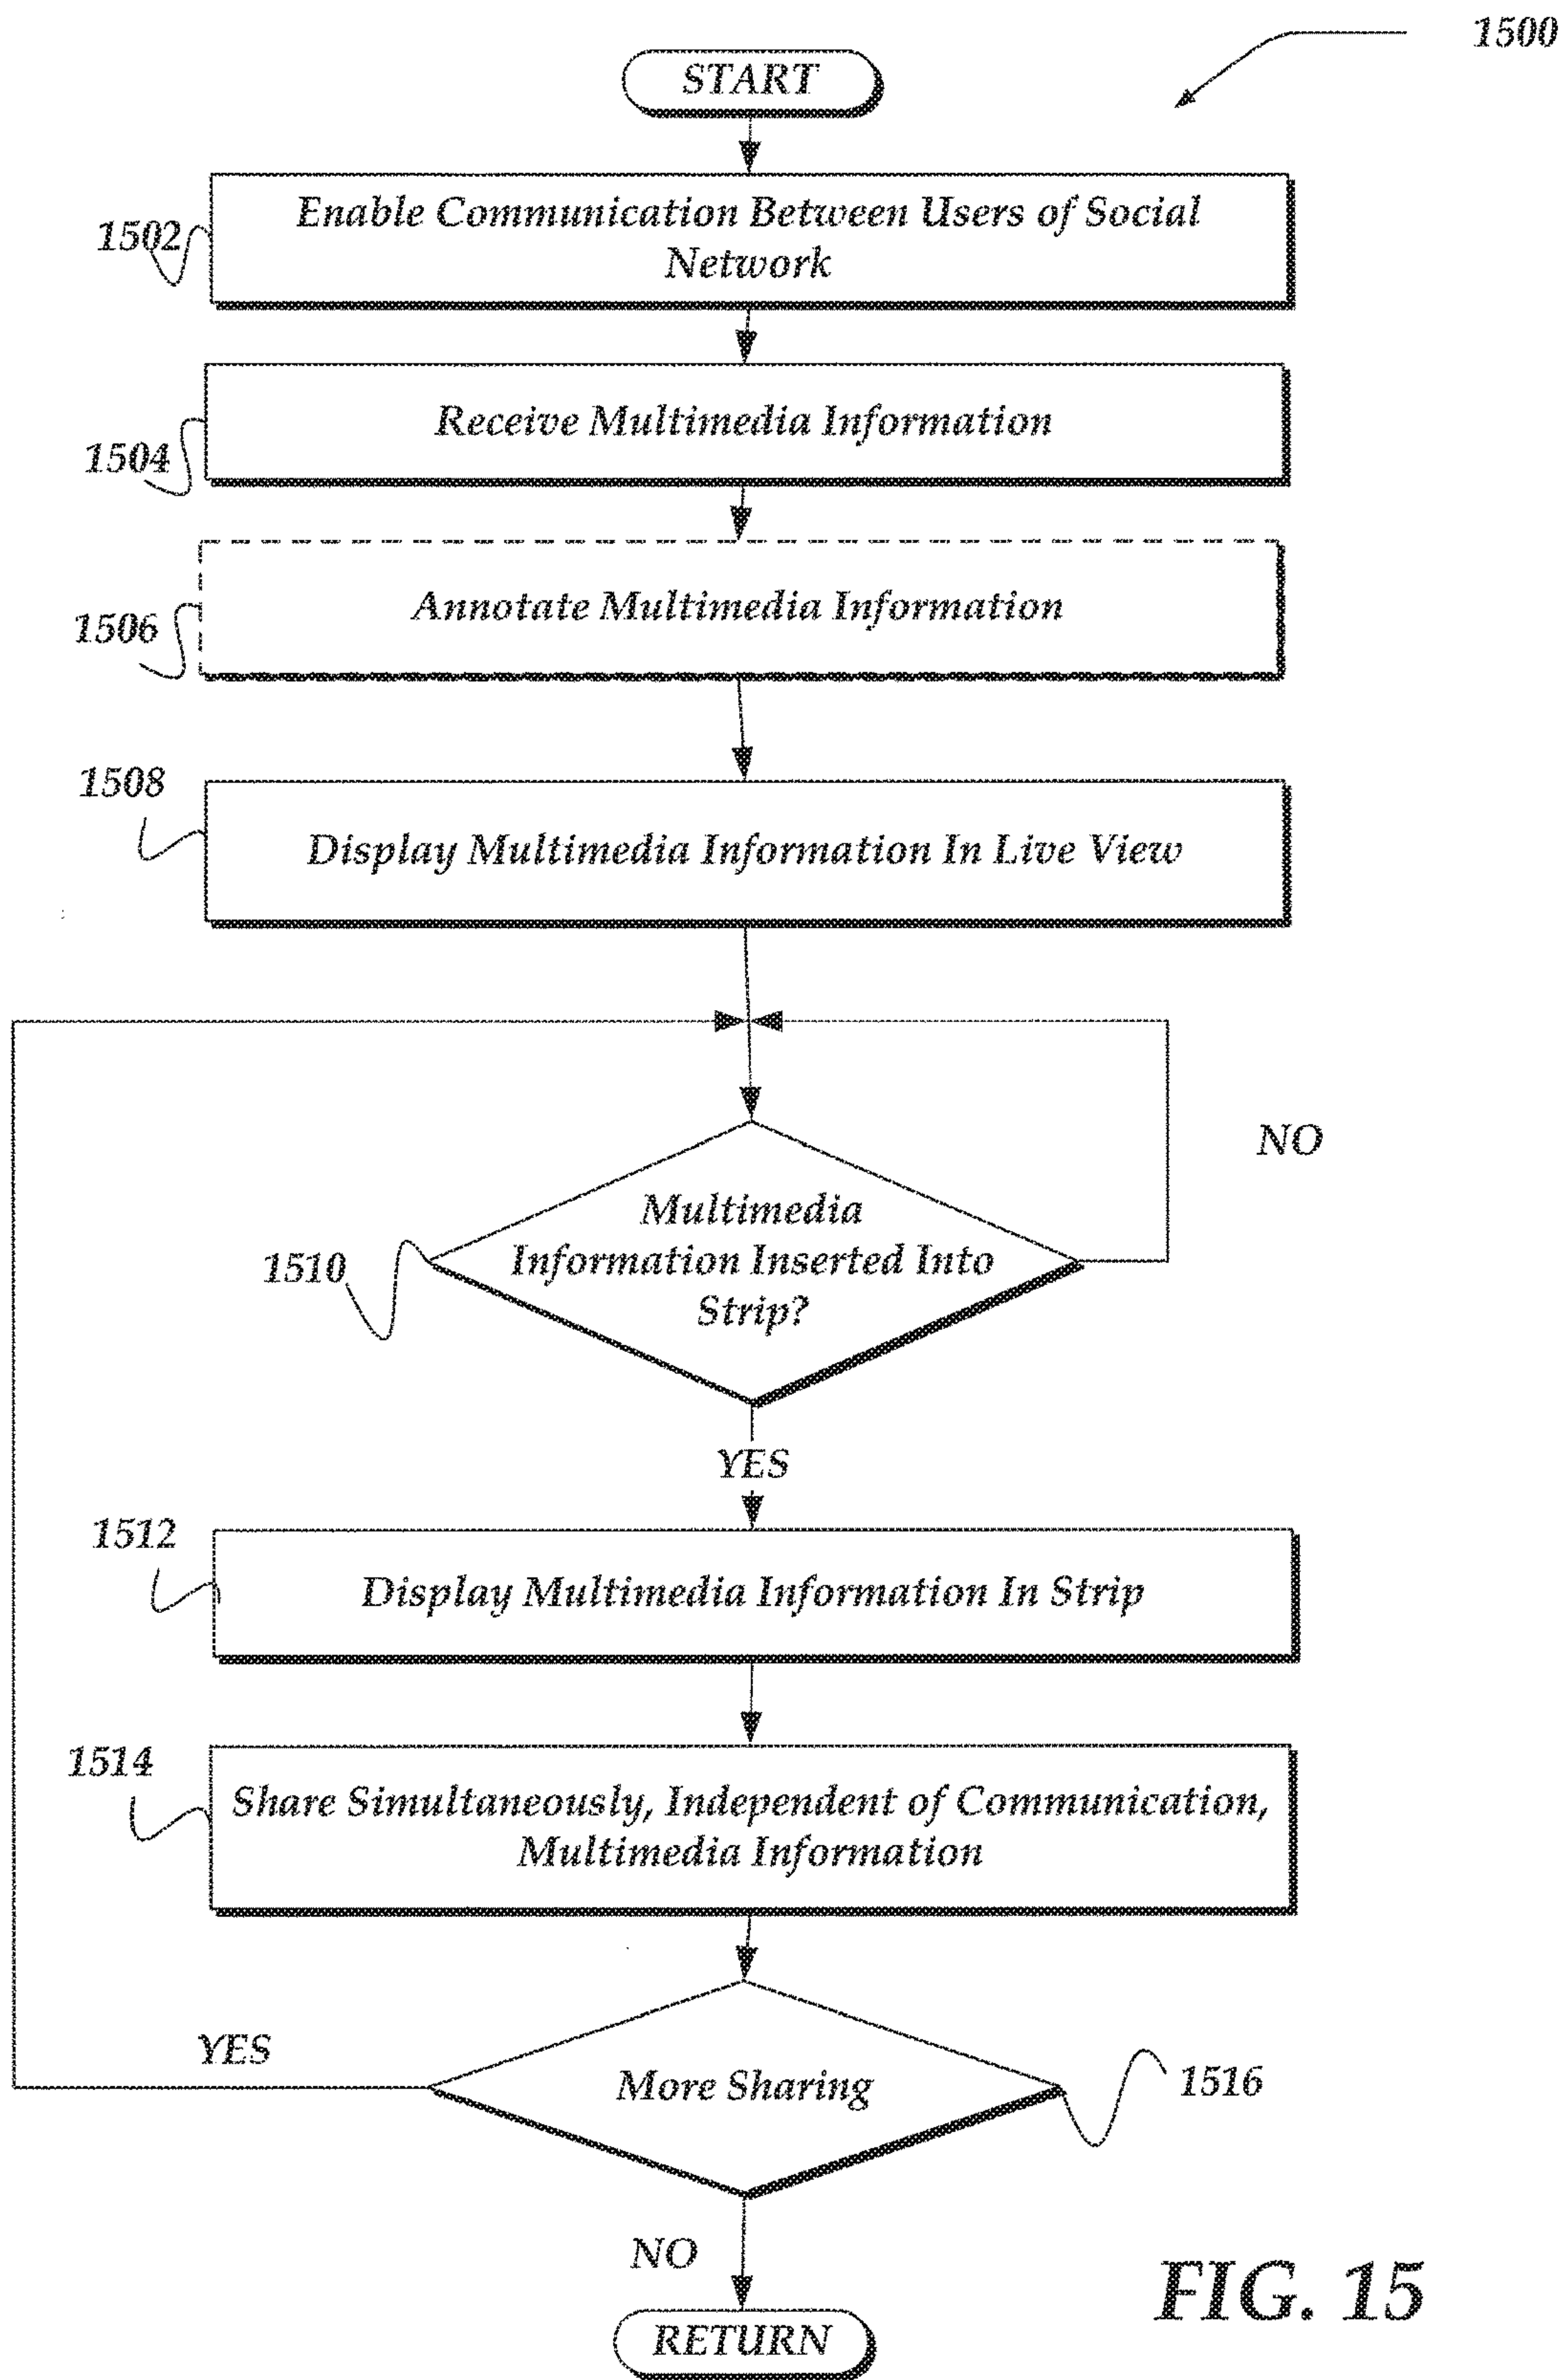 1500
START
1502
Enable Communication Between Users of Social
Network
1504
Receive Multimedia Information
1506
Annotate Multimedia Information
1508
Display Multimedia Information In Live View
NO
1510
Multimedia
Information Inserted Into
Strip?
YES
1512
Display Multimedia Information In Strip
1514
Share Simultaneously, Independent of Communication,
Multimedia Information
YES
More Sharing
1516
NO
RETURN
FIG. 15